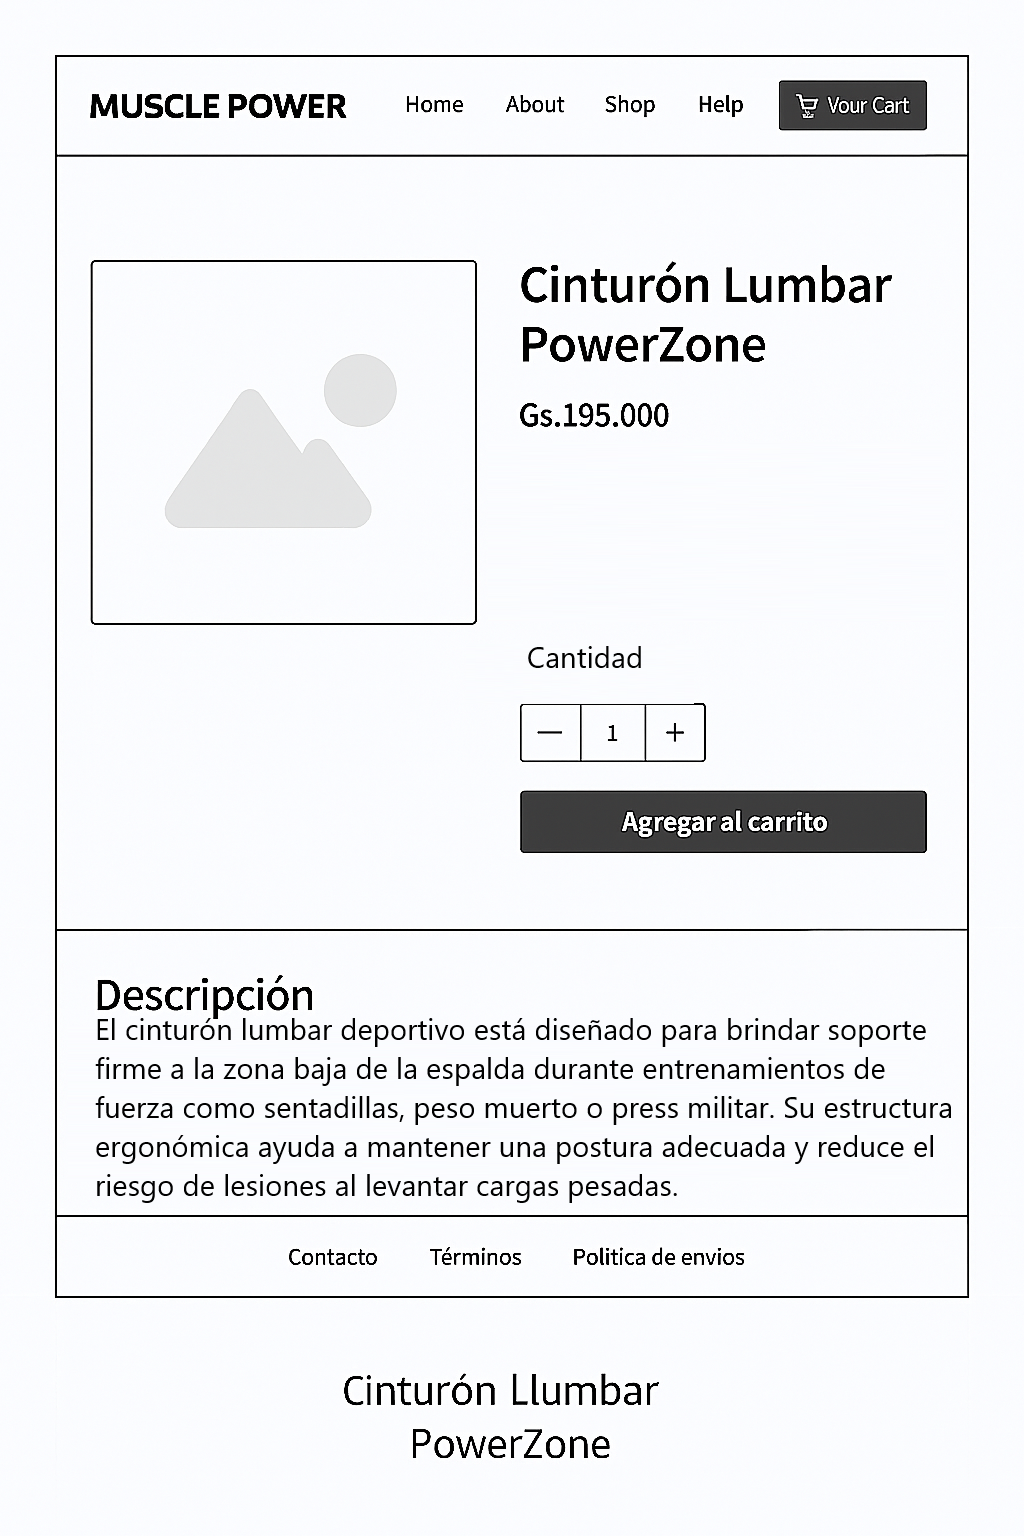 MUSCLE POWER Home About Shop Help Vour Cart
Cinturón Lumbar
PowerZone
Gs.195.000
Cantidad
— 1 +
Agregar al carrito
Descripción
El cinturón lumbar deportivo está diseñado para brindar soporte
firme a la zona baja de la espalda durante entrenamientos de
fuerza como sentadillas, peso muerto o press militar. Su estructura
ergonómica ayuda a mantener una postura adecuada y reduce el
riesgo de lesiones al levantar cargas pesadas.
Contacto Términos Politica de envios
Cinturón Llumbar
PowerZone